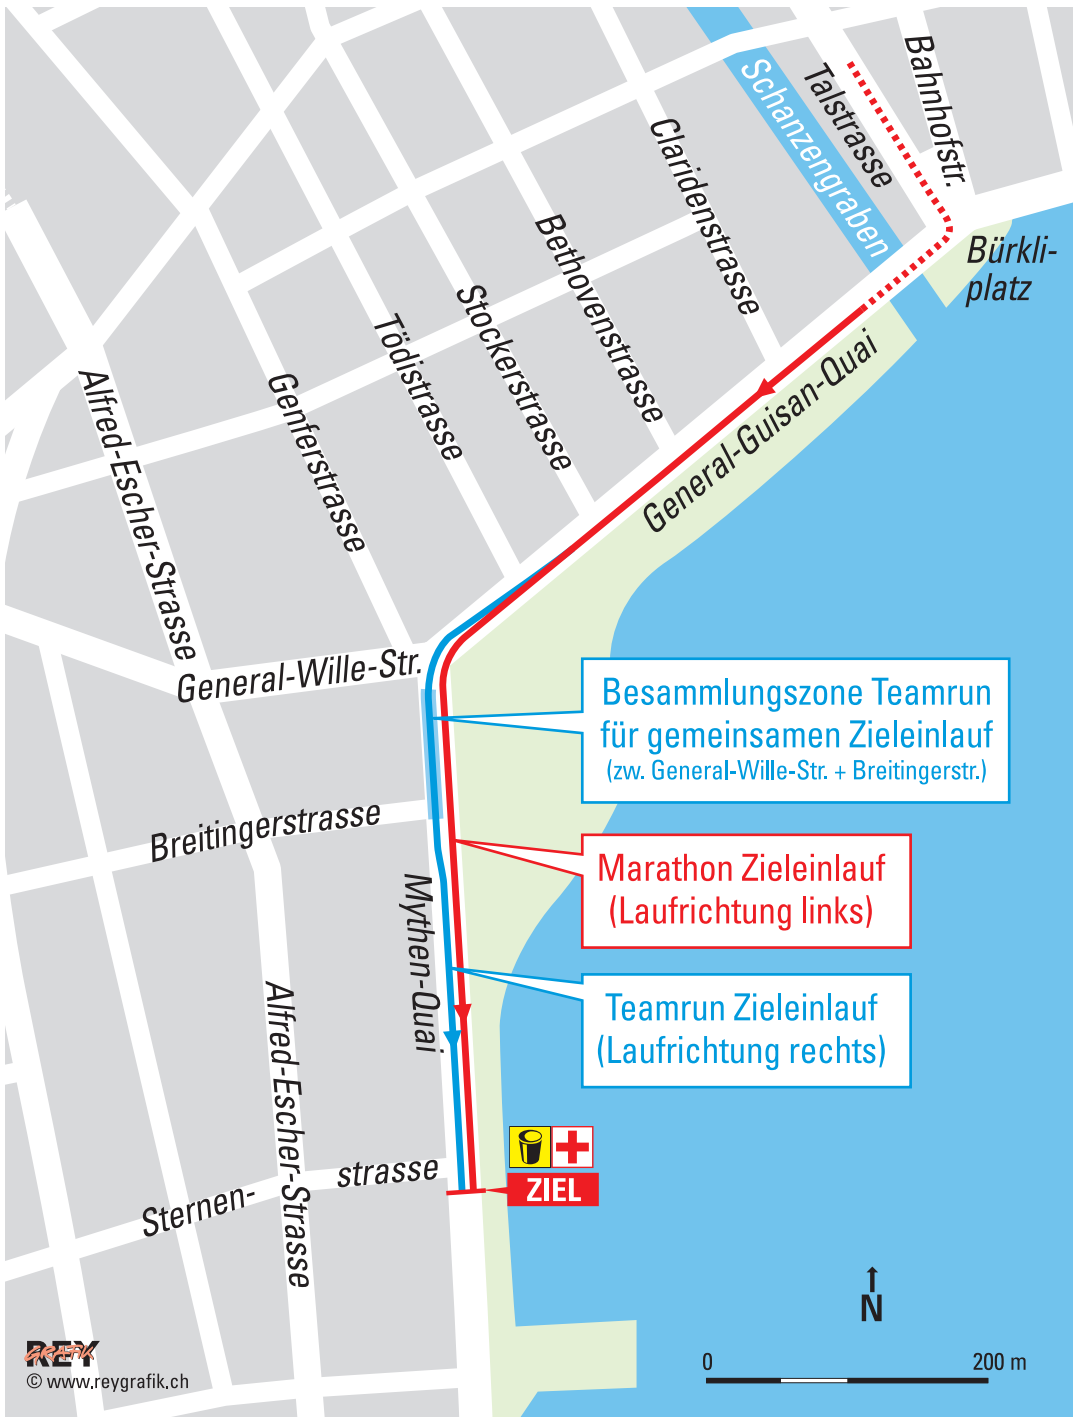 Bahnhofstr.
Talstrasse
Schanzengraben
Claridenstrasse
Bürkli-
platz
Bethovenstrasse
Stockerstrasse
Tödistrasse
Genferstrasse
Alfred-Escher-Strasse
General-Guisan-Quai
General-Wille-Str.
Besammlungszone Teamrun
für gemeinsamen Zieleinlauf
(zw. General-Wille-Str. + Breitingerstr.)
Breitingerstrasse
Marathon Zieleinlauf
(Laufrichtung links)
Mythen-Quai
Teamrun Zieleinlauf
(Laufrichtung rechts)
Alfred-Escher-Strasse
Sternen-
strasse
ZIEL
N
0
200 m
REY
GRAFIK
© www.reygrafik.ch